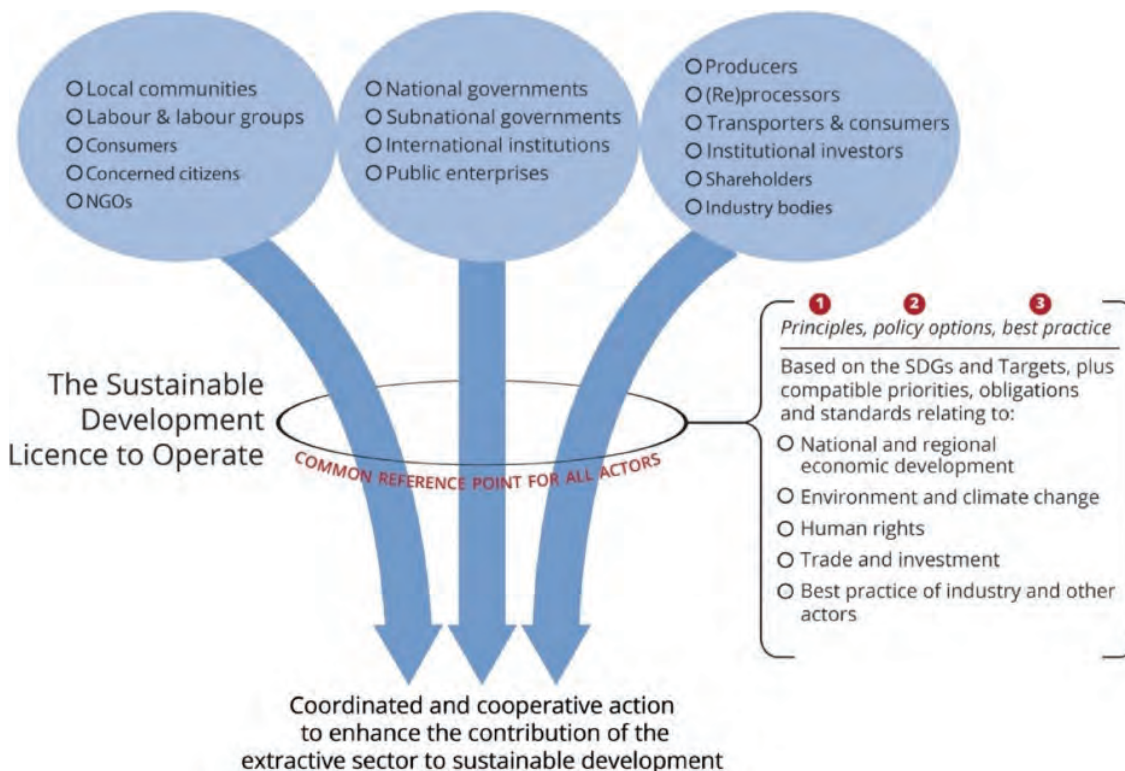 Local communities
Labour & labour groups
Consumers
Concerned citizens
NGOs
National governments
Subnational governments
International institutions
Public enterprises
Producers
(Re)processors
Transporters & consumers
Institutional investors
Shareholders
Industry bodies
The Sustainable
Development
Licence to Operate
COMMON REFERENCE POINT FOR ALL ACTORS
1 2 3
Principles, policy options, best practice
Based on the SDGs and Targets, plus
compatible priorities, obligations
and standards relating to:
National and regional
economic development
Environment and climate change
Human rights
Trade and investment
Best practice of industry and other
actors
Coordinated and cooperative action
to enhance the contribution of the
extractive sector to sustainable development